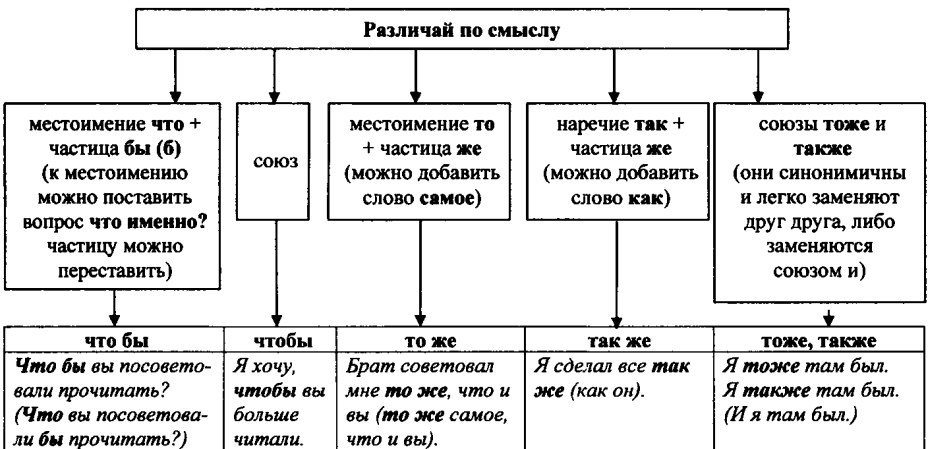 Различай по смыслу
местоимение что +
частица бы (б)
(к местоимению
можно поставить
вопрос что именно?
частицу можно
переставить)
союз
местоимение то
+ частица же
(можно добавить
слово самое)
наречие так +
частица же
(можно добавить
слово как)
союзы тоже и
также
(они синонимичны
и легко заменяют
друг друга, либо
заменяются
союзом и)
что бы
Что бы вы посовето-
вали прочитать?
(Что вы посоветова-
ли бы прочитать?)
чтобы
Я хочу,
чтобы вы
больше
читали.
то же
Брат советовал
мне то же, что и
вы (то же самое,
что и вы).
так же
Я сделал все так
же (как он).
тоже, также
Я тоже там был.
Я также там был.
(И я там был.)